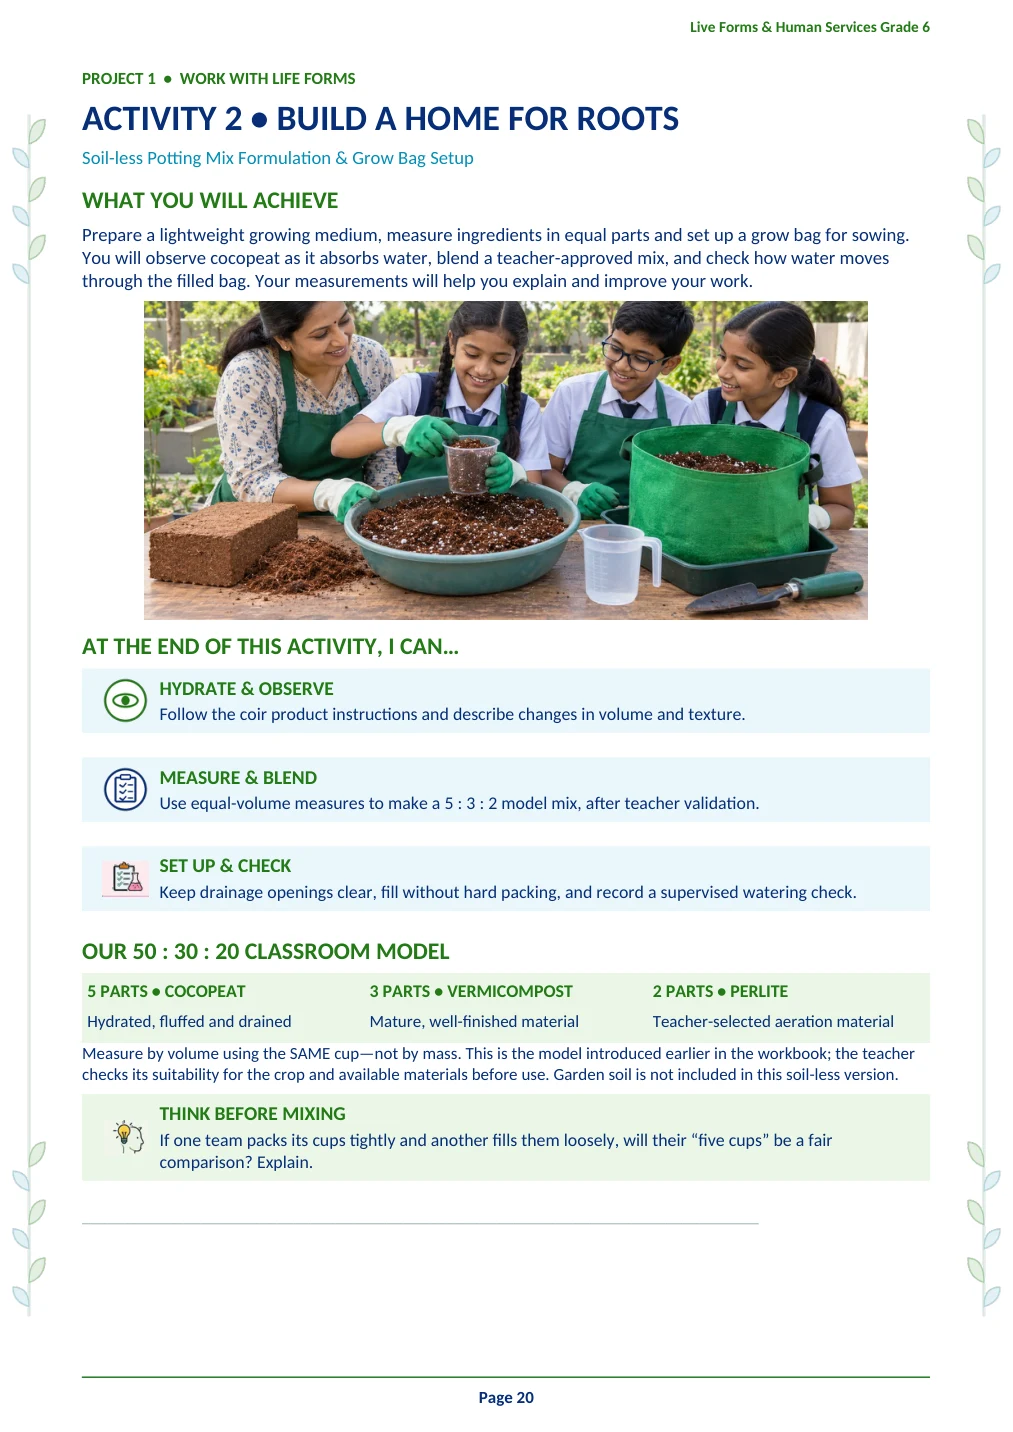 Live Forms & Human Services Grade 6
PROJECT 1 ● WORK WITH LIFE FORMS
ACTIVITY 2 ● BUILD A HOME FOR ROOTS
Soil-less Potting Mix Formulation & Grow Bag Setup
WHAT YOU WILL ACHIEVE
Prepare a lightweight growing medium, measure ingredients in equal parts and set up a grow bag for sowing.
You will observe cocopeat as it absorbs water, blend a teacher-approved mix, and check how water moves
through the filled bag. Your measurements will help you explain and improve your work.
AT THE END OF THIS ACTIVITY, I CAN...
HYDRATE & OBSERVE
Follow the coir product instructions and describe changes in volume and texture.
MEASURE & BLEND
Use equal-volume measures to make a 5 : 3 : 2 model mix, after teacher validation.
SET UP & CHECK
Keep drainage openings clear, fill without hard packing, and record a supervised watering check.
OUR 50 : 30 : 20 CLASSROOM MODEL
5 PARTS ● COCOPEAT
Hydrated, fluffed and drained
3 PARTS ● VERMICOMPOST
Mature, well-finished material
2 PARTS ● PERLITE
Teacher-selected aeration material
Measure by volume using the SAME cup—not by mass. This is the model introduced earlier in the workbook; the teacher
checks its suitability for the crop and available materials before use. Garden soil is not included in this soil-less version.
THINK BEFORE MIXING
If one team packs its cups tightly and another fills them loosely, will their “five cups” be a fair
comparison? Explain.
Page 20